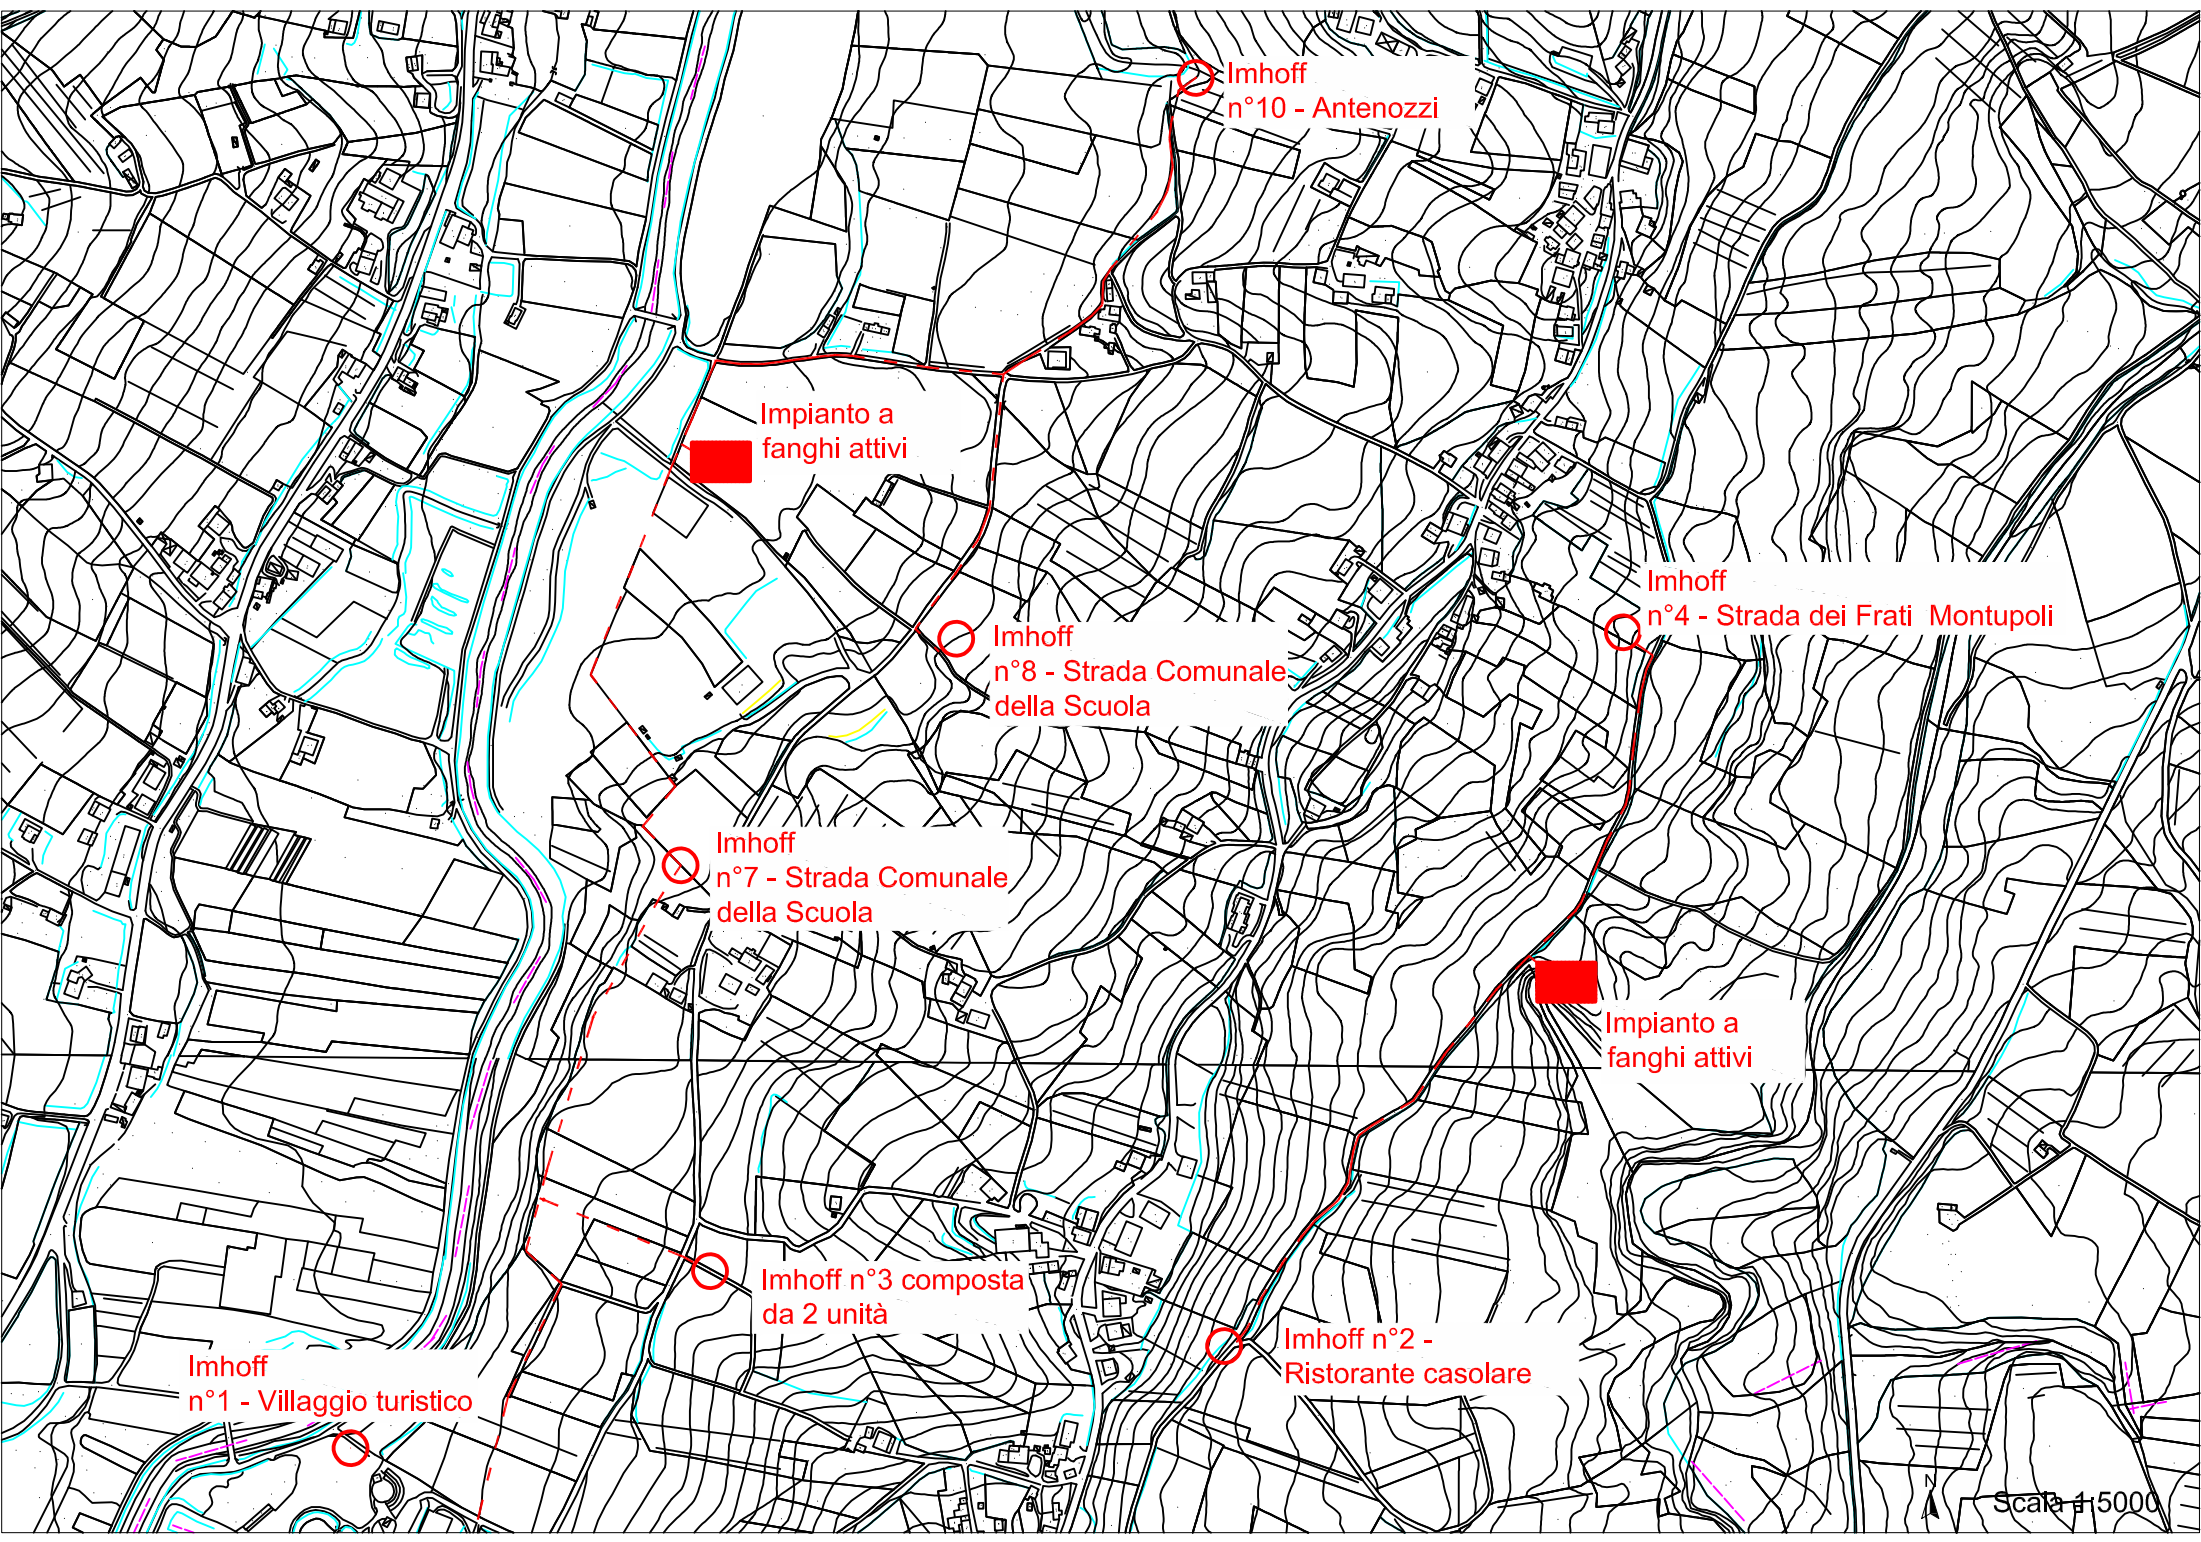 Imhoff
n°10 - Antenozzi
Impianto a
fanghi attivi
Imhoff
n°4 - Strada dei Frati Montupoli
Imhoff
n°8 - Strada Comunale
della Scuola
Imhoff
n°7 - Strada Comunale
della Scuola
Impianto a
fanghi attivi
Imhoff n°3 composta
da 2 unità
Imhoff n°2 -
Ristorante casolare
Imhoff
n°1 - Villaggio turistico
N
Scala 1:5000